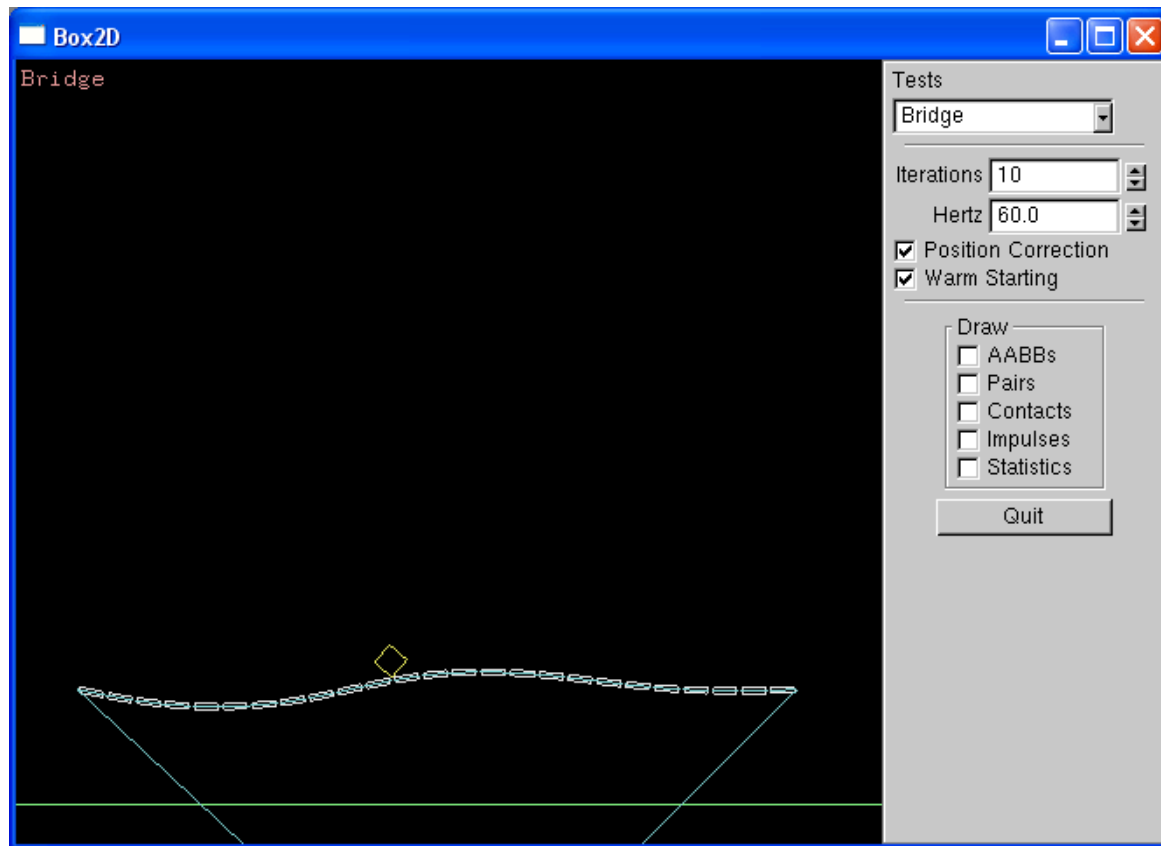 Box2D
Bridge
Tests
Bridge
Iterations 10
Hertz 60.0
Position Correction
Warm Starting
Draw
AABBs
Pairs
Contacts
Impulses
Statistics
Quit